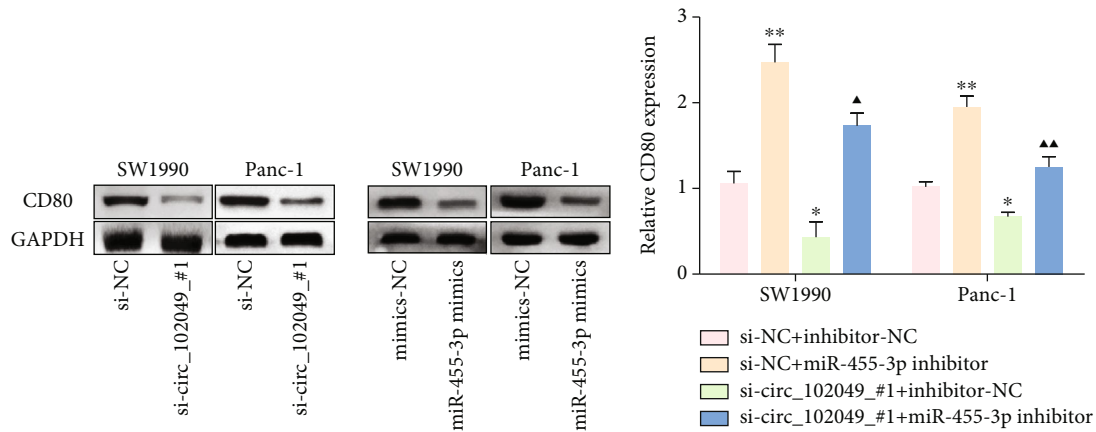 SW1990 Panc-1
CD80
GAPDH
si-NC
si-circ_102049_#1
si-NC
si-circ_102049_#1
SW1990 Panc-1
mimics-NC
miR-455-3p mimics
mimics-NC
miR-455-3p mimics
Relative CD80 expression
3
2
1
0
**
*
▲
**
*
▲▲
SW1990 Panc-1
si-NC+inhibitor-NC
si-NC+miR-455-3p inhibitor
si-circ_102049_#1+inhibitor-NC
si-circ_102049_#1+miR-455-3p inhibitor